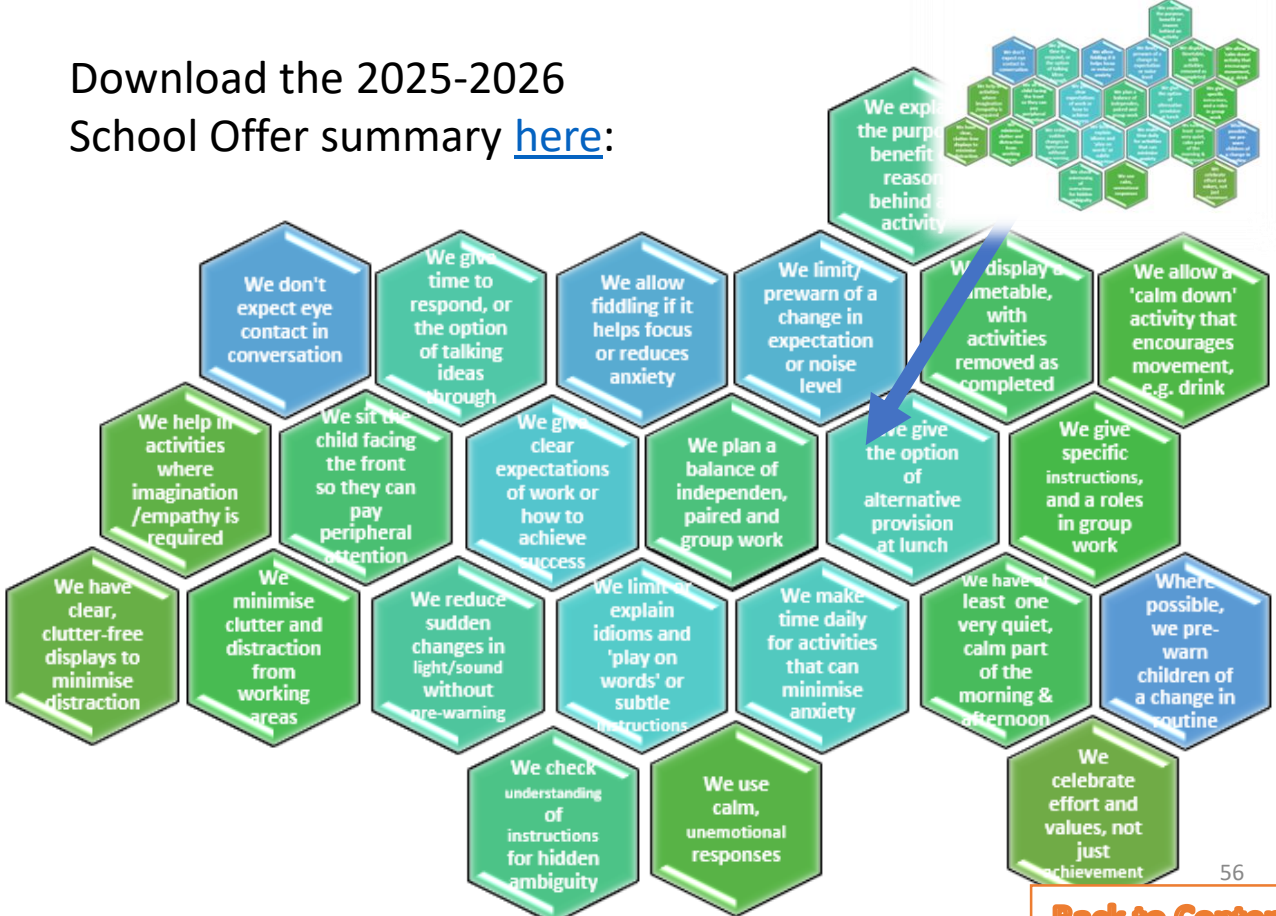 Download the 2025-2026
School Offer summary here:
We expla
the purpo
benefit
reason
behind a
activity
We don't
expect eye
contact in
conversation
We give
time to
respond, or
the option
of talking
ideas
through
We allow
fiddling if it
helps focus
or reduces
anxiety
We limit/
prewarn of a
change in
expectation
or noise
level
We display a
timetable,
with
activities
removed as
completed
We allow a
'calm down'
activity that
encourages
movement,
e.g. drink
We help in
activities
where
imagination
/empathy is
required
We sit the
child facing
the front
so they can
pay
peripheral
attention
We give
clear
expectations
of work or
how to
achieve
success
We plan a
balance of
independen,
paired and
group work
We give
the option
of
alternative
provision
at lunch
We give
specific
instructions,
and a roles
in group
work
We have
clear,
clutter-free
displays to
minimise
distraction
We
minimise
clutter and
distraction
from
working
areas
We reduce
sudden
changes in
light/sound
without
pre-warning
We limit or
explain
idioms and
'play on
words' or
subtle
instructions
We make
time daily
for activities
that can
minimise
anxiety
We have at
least one
very quiet,
calm part
of the
morning &
afternoon
Where
possible,
we pre-
warn
children of
a change in
routine
We check
understanding
of
instructions
for hidden
ambiguity
We use
calm,
unemotional
responses
We
celebrate
effort and
values, not
just
achievement
56
Back to